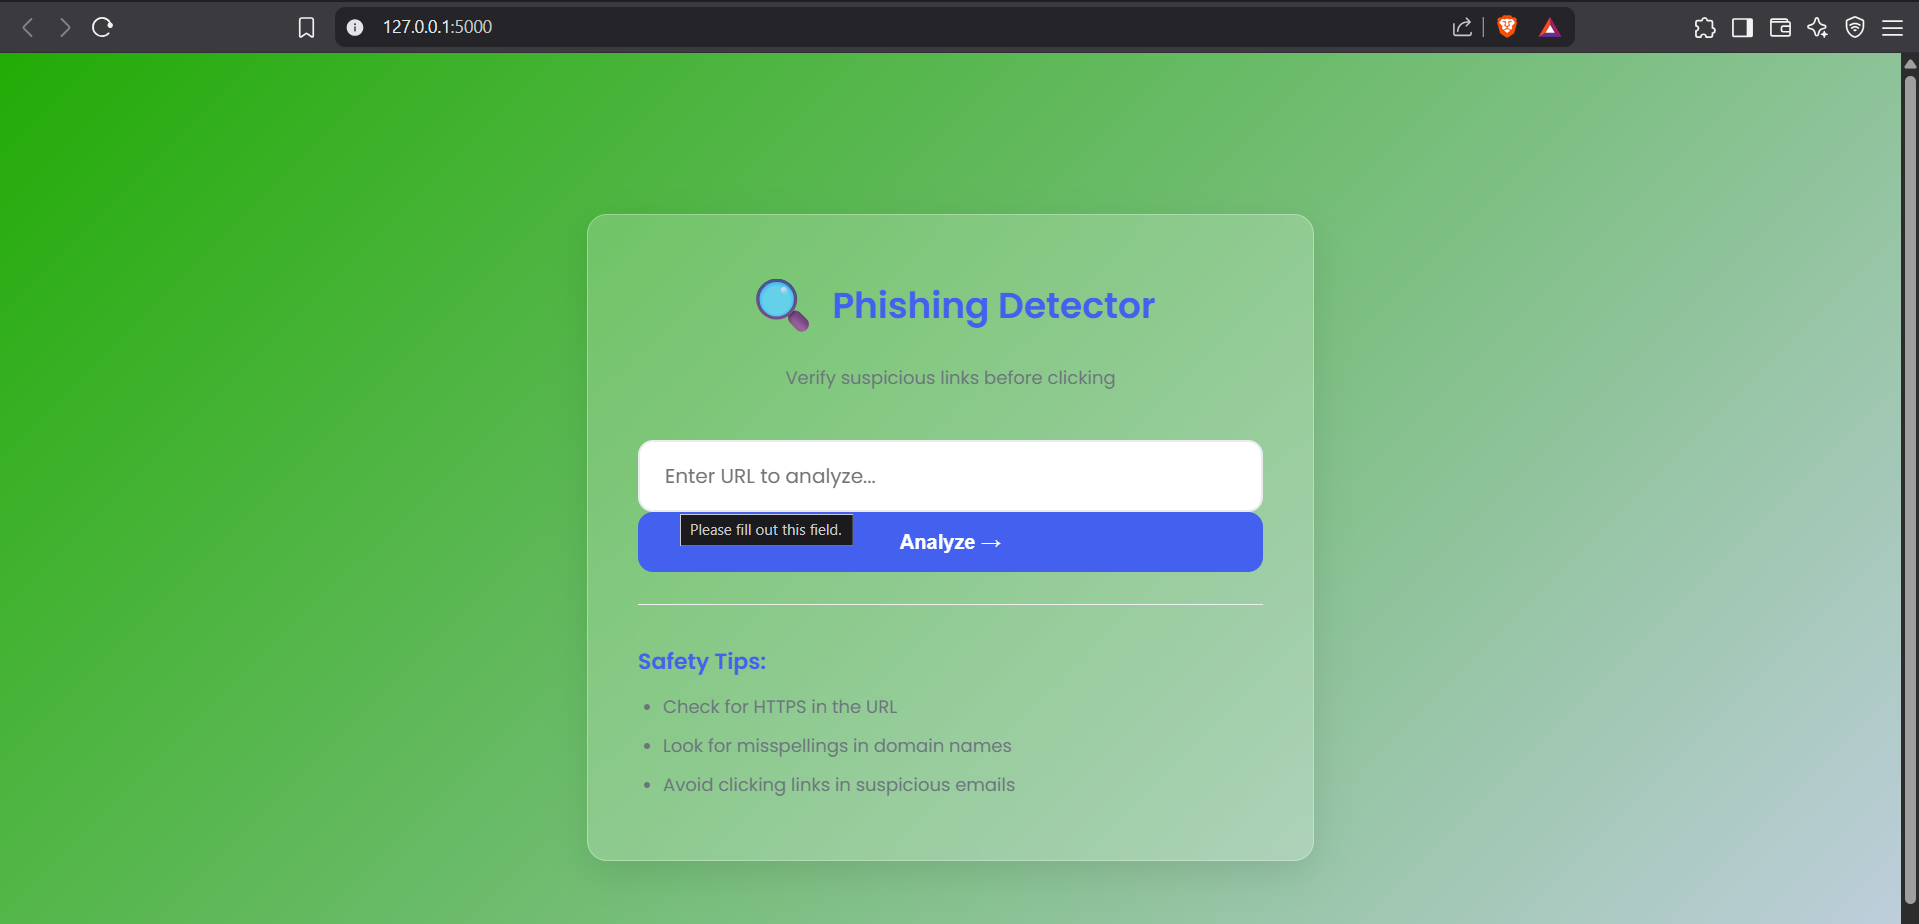 127.0.0.1:5000
Phishing Detector
Verify suspicious links before clicking
Enter URL to analyze...
Please fill out this field.
Analyze →
Safety Tips:
• Check for HTTPS in the URL
• Look for misspellings in domain names
• Avoid clicking links in suspicious emails